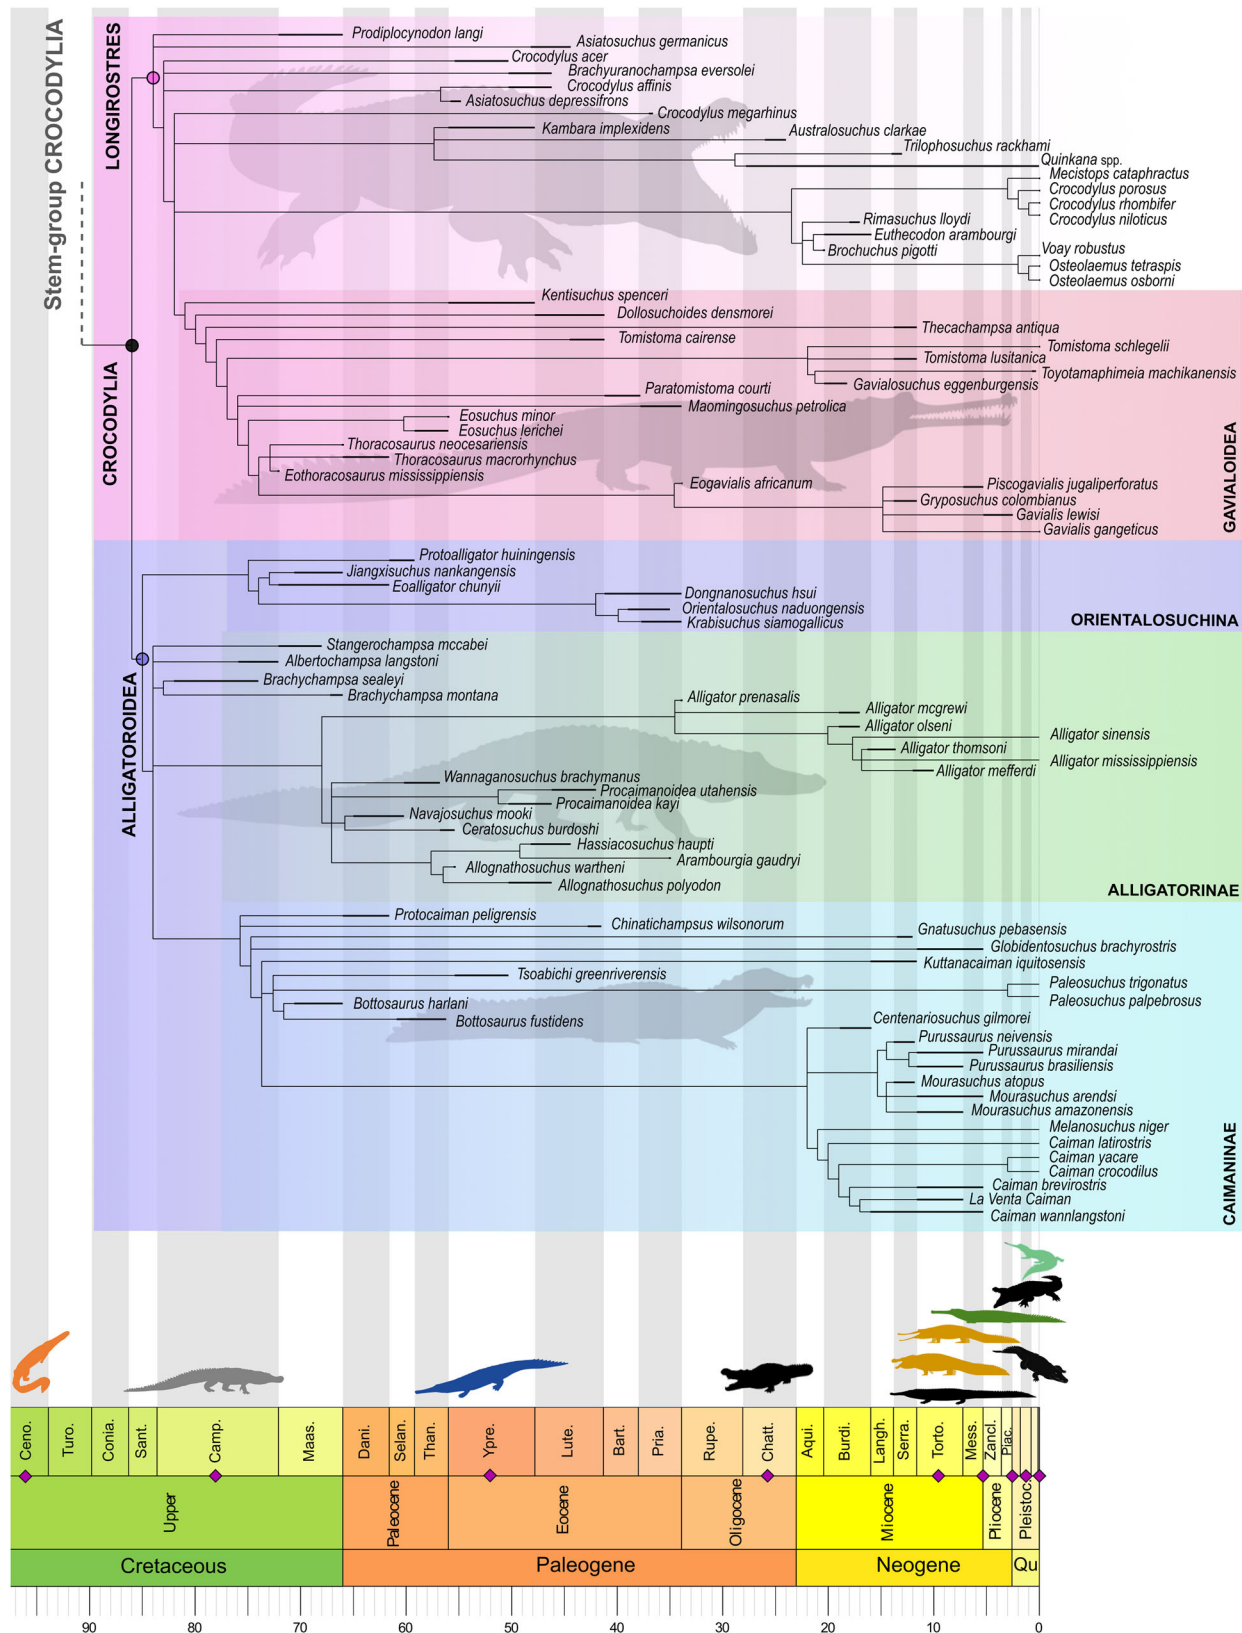 Stem-group CRODYLIA
LONGIROSTRES
Prodiplocynodon langi
Asiatosuchus germanicus
Crocodylus acer
Brachyuranochampsa eversolei
Crocodylus affinis
Asiatosuchus depressifrons
Crocodylus megarhinus
Kambara implexidens
Australosuchus clarkae
Trilophosuchus rackhami
Quinkana spp.
Mecistops cataphractus
Crocodylus porosus
Crocodylus rhombifer
Crocodylus niloticus
Rimasuchus lloydi
Euthecodon arambourgi
Brochuchus pigotti
Voay robustus
Osteolaemus tetraspis
Osteolaemus osborni
CROCODYLIA
Kentisuchus spenceri
Dollosuchoides densmorei
Thecachampsa antiqua
Tomistoma cairense
Tomistoma schlegelii
Tomistoma lusitanica
Toyotamaphimeia machikanensis
Gavialosuchus eggenburgensis
Paratomistoma courti
Maomingosuchus petrolica
Eosuchus minor
Eosuchus lerichei
Thoracosaurus neocesariensis
Thoracosaurus macrorhynchus
Eothoracosaurus mississippiensis
Eogavialis africanum
Piscogavialis jugaliperforatus
Gryposuchus colombianus
Gavialis lewisi
Gavialis gangeticus
GAVIALOIDEA
Protoalligator huiningensis
Jiangxisuchus nankangensis
Eoalligator chunyii
Dongnanosuchus hsui
Orientalosuchus naduongensis
Krabisuchus siamogallicus
ORIENTALOSUCHINA
ALLIGATOROIDEA
Stangerochampsa mccabei
Albertochampsa langstoni
Brachychampsa sealeyi
Brachychampsa montana
Alligator prenasalis
Alligator mcgrewi
Alligator olseni
Alligator sinensis
Alligator thomsoni
Alligator mississippiensis
Alligator mefferdi
Wannaganosuchus brachymanus
Procaimanoidea utahensis
Procaimanoidea kayi
Navajosuchus mooki
Ceratosuchus burdoshi
Hassiacosuchus haupti
Arambourgia gaudryi
Allognathosuchus wartheni
Allognathosuchus polyodon
ALLIGATORINAE
Protocaiman peligrensis
Chinatichampsus wilsonorum
Gnatusuchus pebasensis
Globidentosuchus brachyrostris
Kuttanacaiman iquitosensis
Tsoabichi greenriverensis
Paleosuchus trigonatus
Paleosuchus palpebrosus
Bottosaurus harlani
Bottosaurus fustidens
Centenariosuchus gilmorei
Purussaurus neivensis
Purussaurus mirandai
Purussaurus brasiliensis
Mourasuchus atopus
Mourasuchus arendsi
Mourasuchus amazonensis
Melanosuchus niger
Caiman latirostris
Caiman yacare
Caiman crocodilus
Caiman brevirostris
La Venta Caiman
Caiman wannlangstoni
CAIMANINAE
Ceno. Turo. Conia. Sant. Camp. Maas. Dani. Selan. Than. Ypre. Lute. Bart. Pria. Rupe. Chatt. Aqui. Burdi. Langh. Serra. Torto. Mess. Zancl. Piac.
Upper Paleocene Eocene Oligocene Miocene Pliocene Pleistoc.
Cretaceous Paleogene Neogene Qu
90 80 70 60 50 40 30 20 10 0